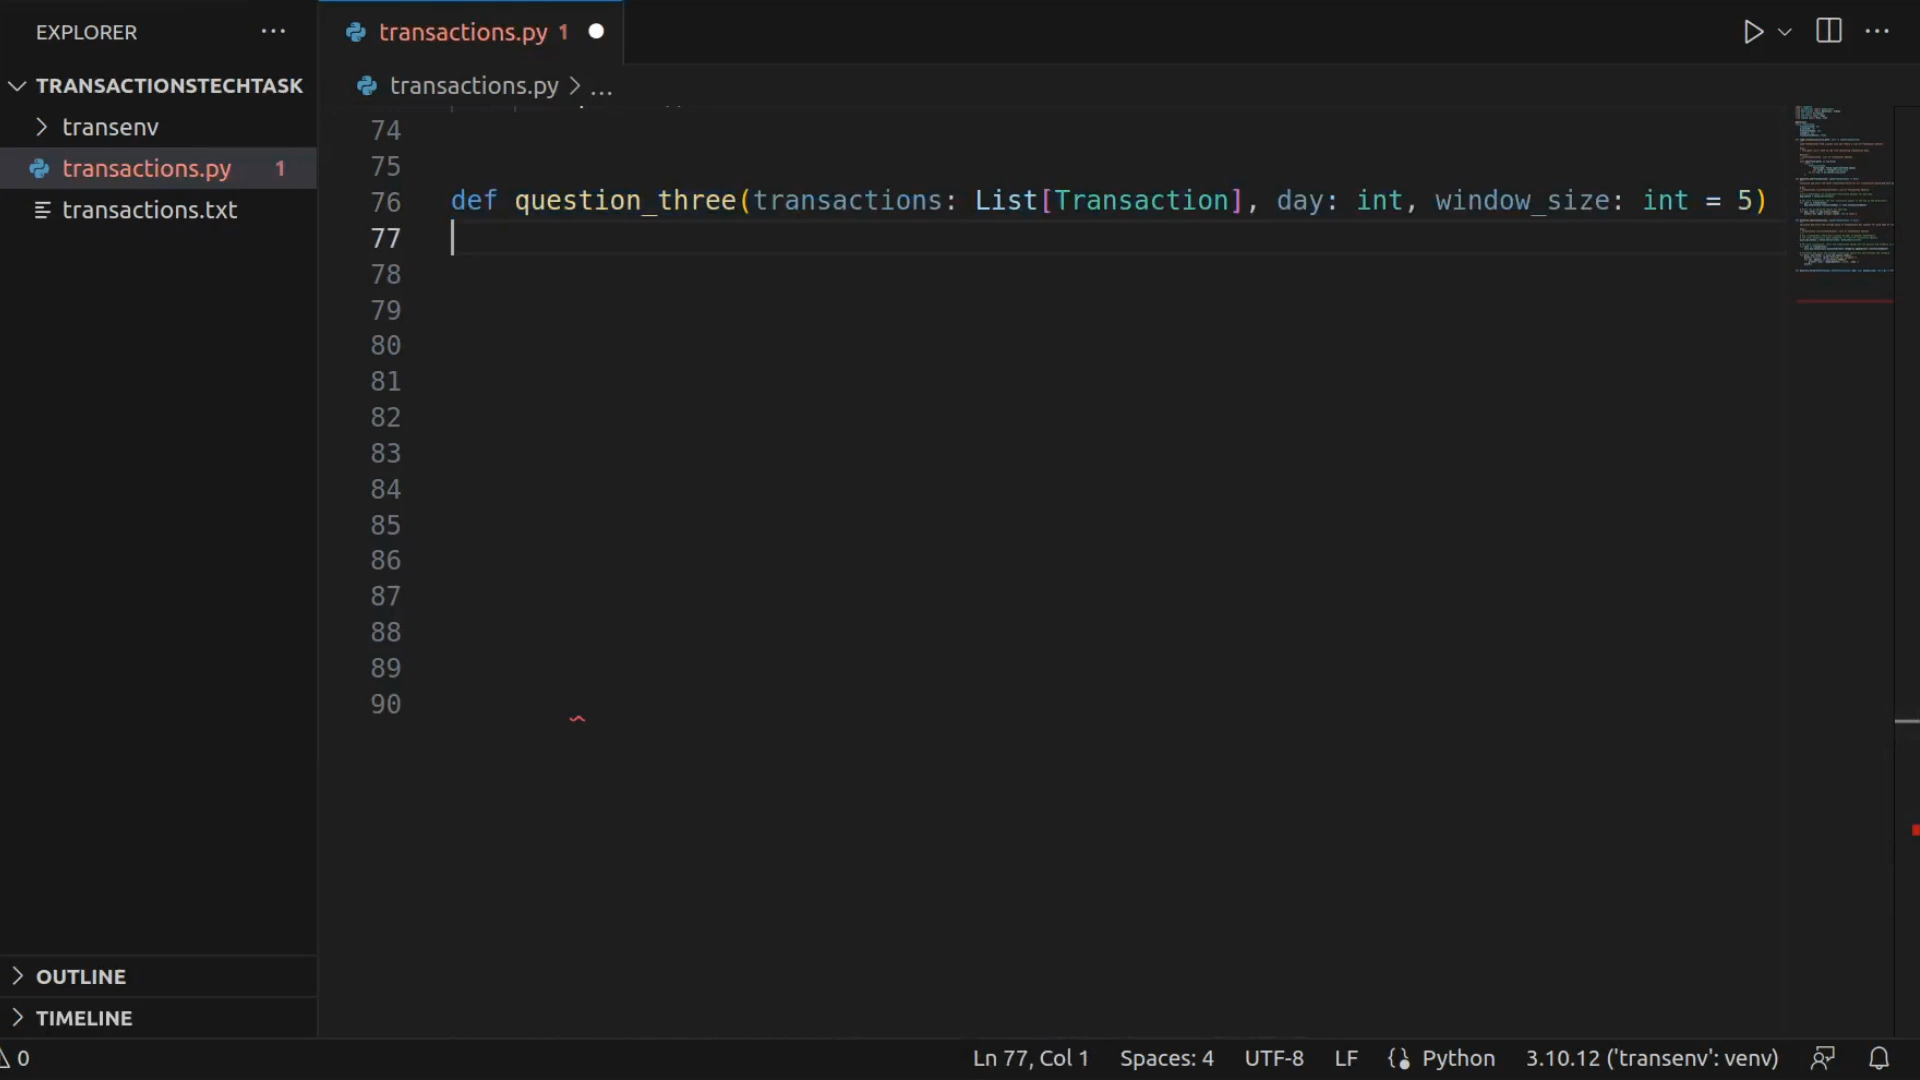 EXPLORER
TRANSACTIONSTECHTASK
transenv
transactions.py 1
transactions.txt
OUTLINE
TIMELINE
transactions.py 1
transactions.py > ...
74
75
76 def question_three(transactions: List[Transaction], day: int, window_size: int = 5)
77
78
79
80
81
82
83
84
85
86
87
88
89
90
0
Ln 77, Col 1
Spaces: 4
UTF-8
LF
Python
3.10.12 ('transenv': venv)